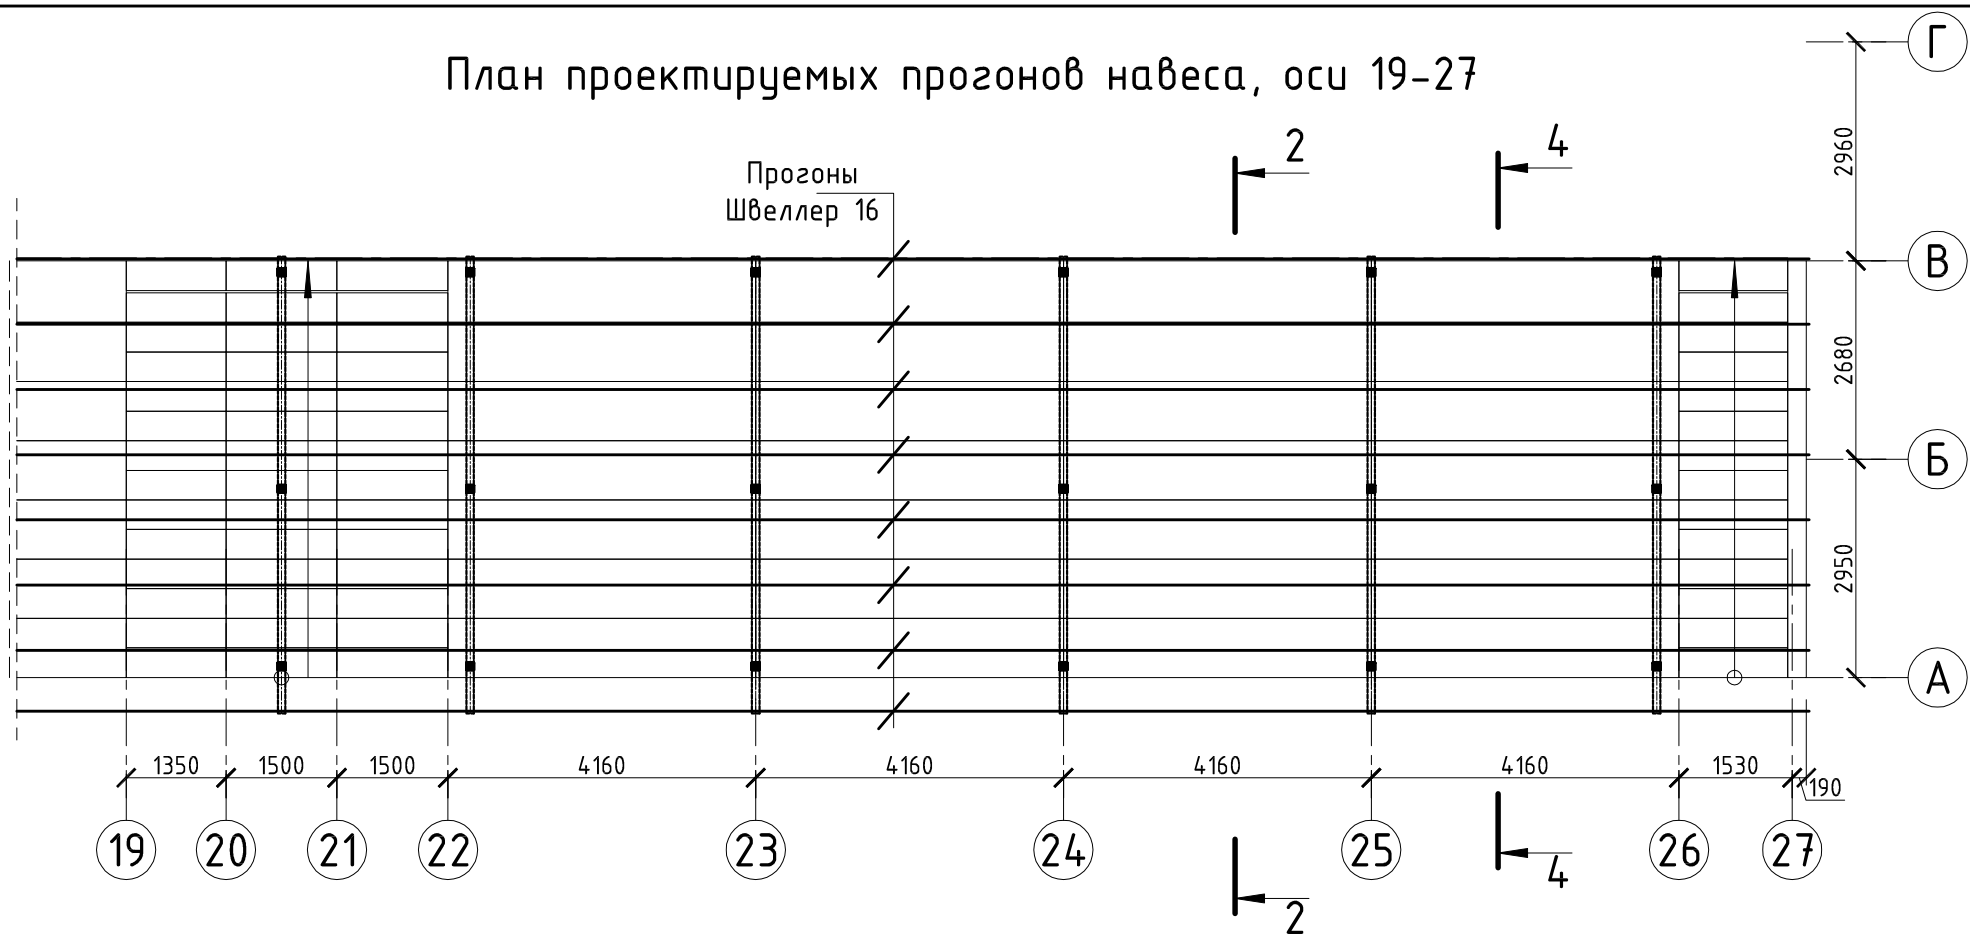 Г
План проектируемых прогонов навеса, оси 19-27
2 4
2960
Прогоны
Швеллер 16
В
2680
Б
2950
А
1350 1500 1500 4160 4160 4160 4160 1530 190
19 20 21 22 23 24 25 26 27
4
2